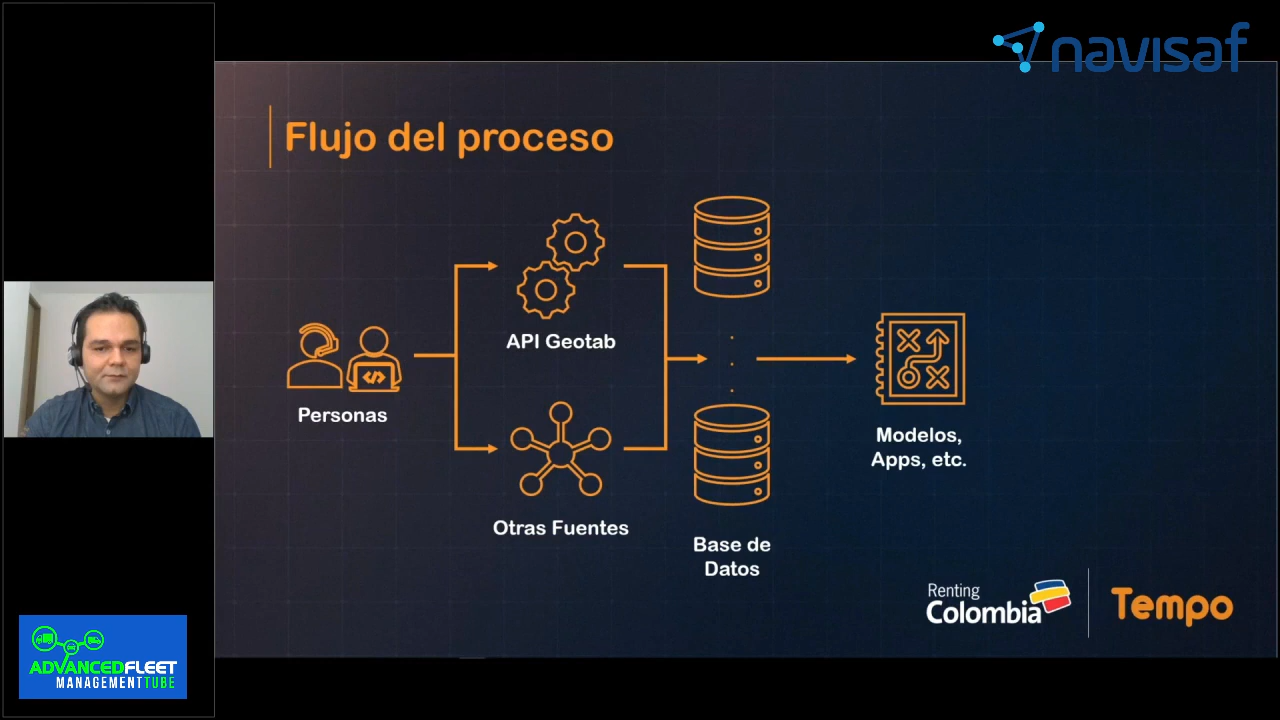 navisaf
Flujo del proceso
API Geotab
Personas
</>
Modelos,
Apps, etc.
Otras Fuentes
Base de
Datos
Renting
Colombia
Tempo
ADVANCEDFLEET
MANAGEMENTTUBE